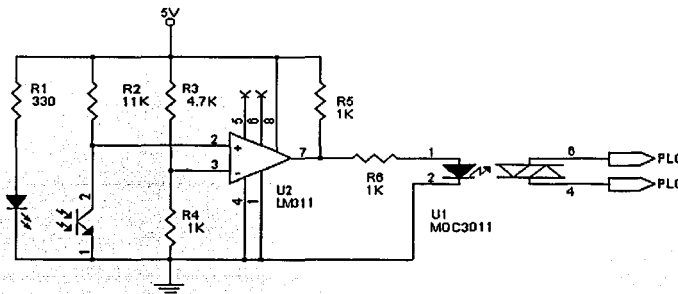 5V
R1
330
R2
11K
R3
4.7K
R5
1K
5
6
8
2
+
3
-
7
U2
LM311
4
1
R4
1K
2
1
R6
1K
1
2
U1
MOC3011
6
PLC
4
PLC